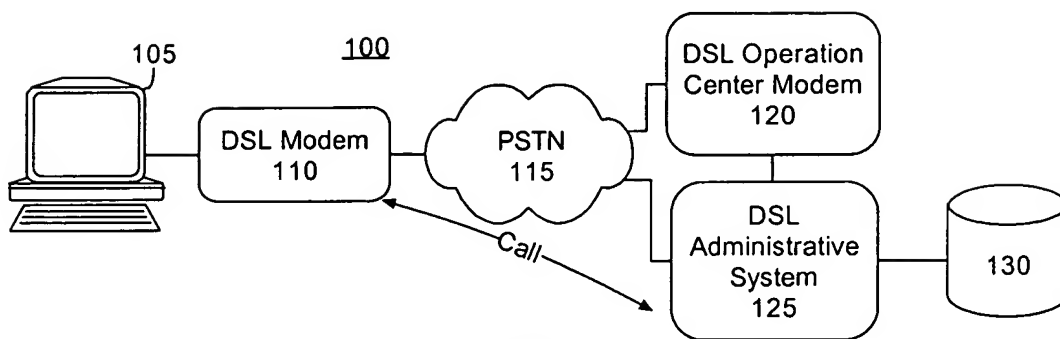 105
100
DSL Modem
110
PSTN
115
DSL Operation
Center Modem
120
Call
DSL
Administrative
System
125
130